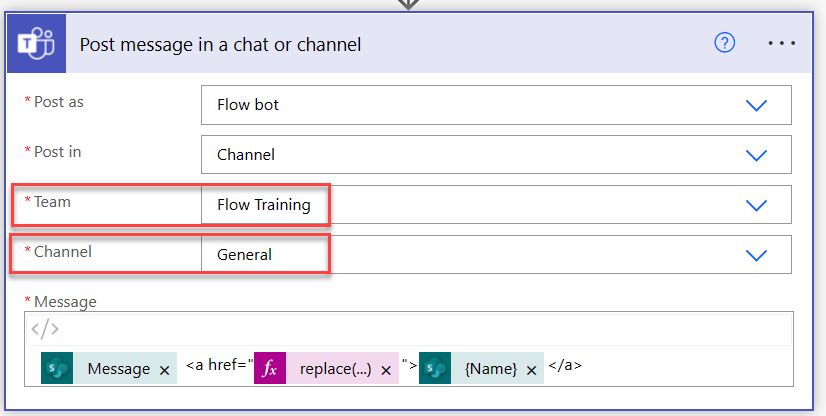 Post message in a chat or channel
* Post as Flow bot
* Post in Channel
* Team Flow Training
* Channel General
* Message
</>
Message × <a href=" fx replace(...) × "> {Name} × </a>